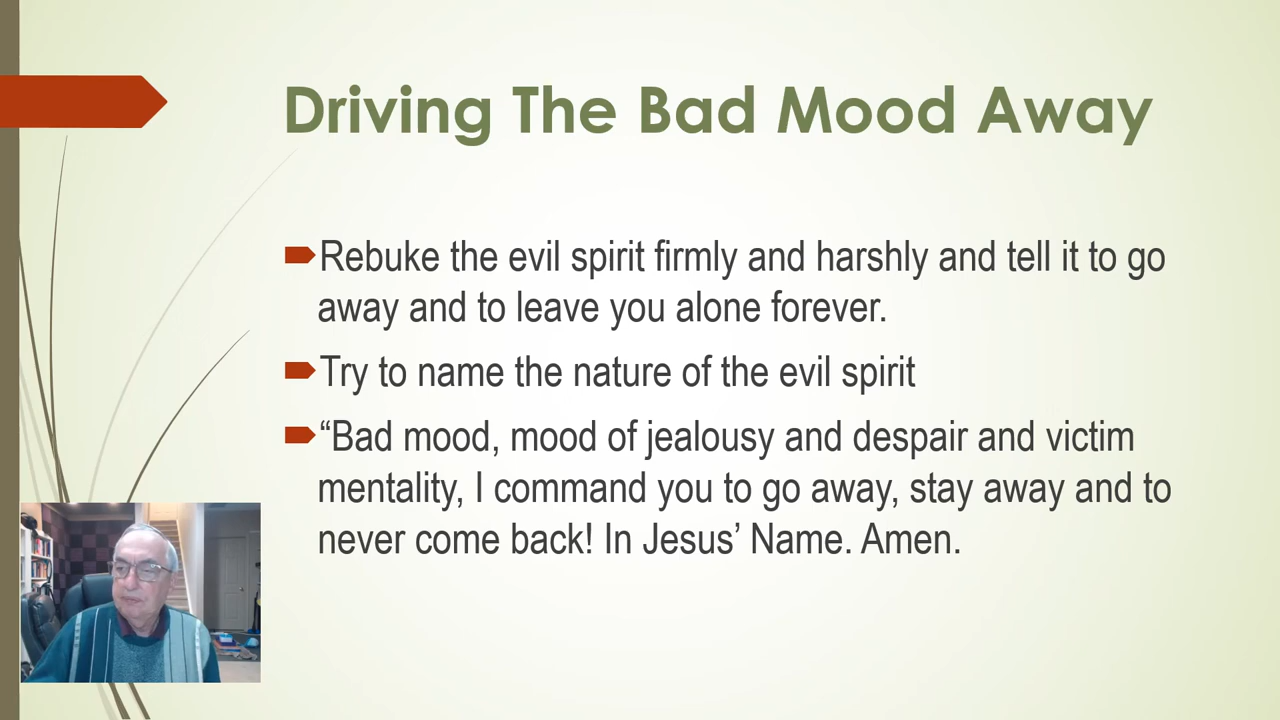 Driving The Bad Mood Away
Rebuke the evil spirit firmly and harshly and tell it to go
away and to leave you alone forever.
Try to name the nature of the evil spirit
“Bad mood, mood of jealousy and despair and victim
mentality, I command you to go away, stay away and to
never come back! In Jesus’ Name. Amen.